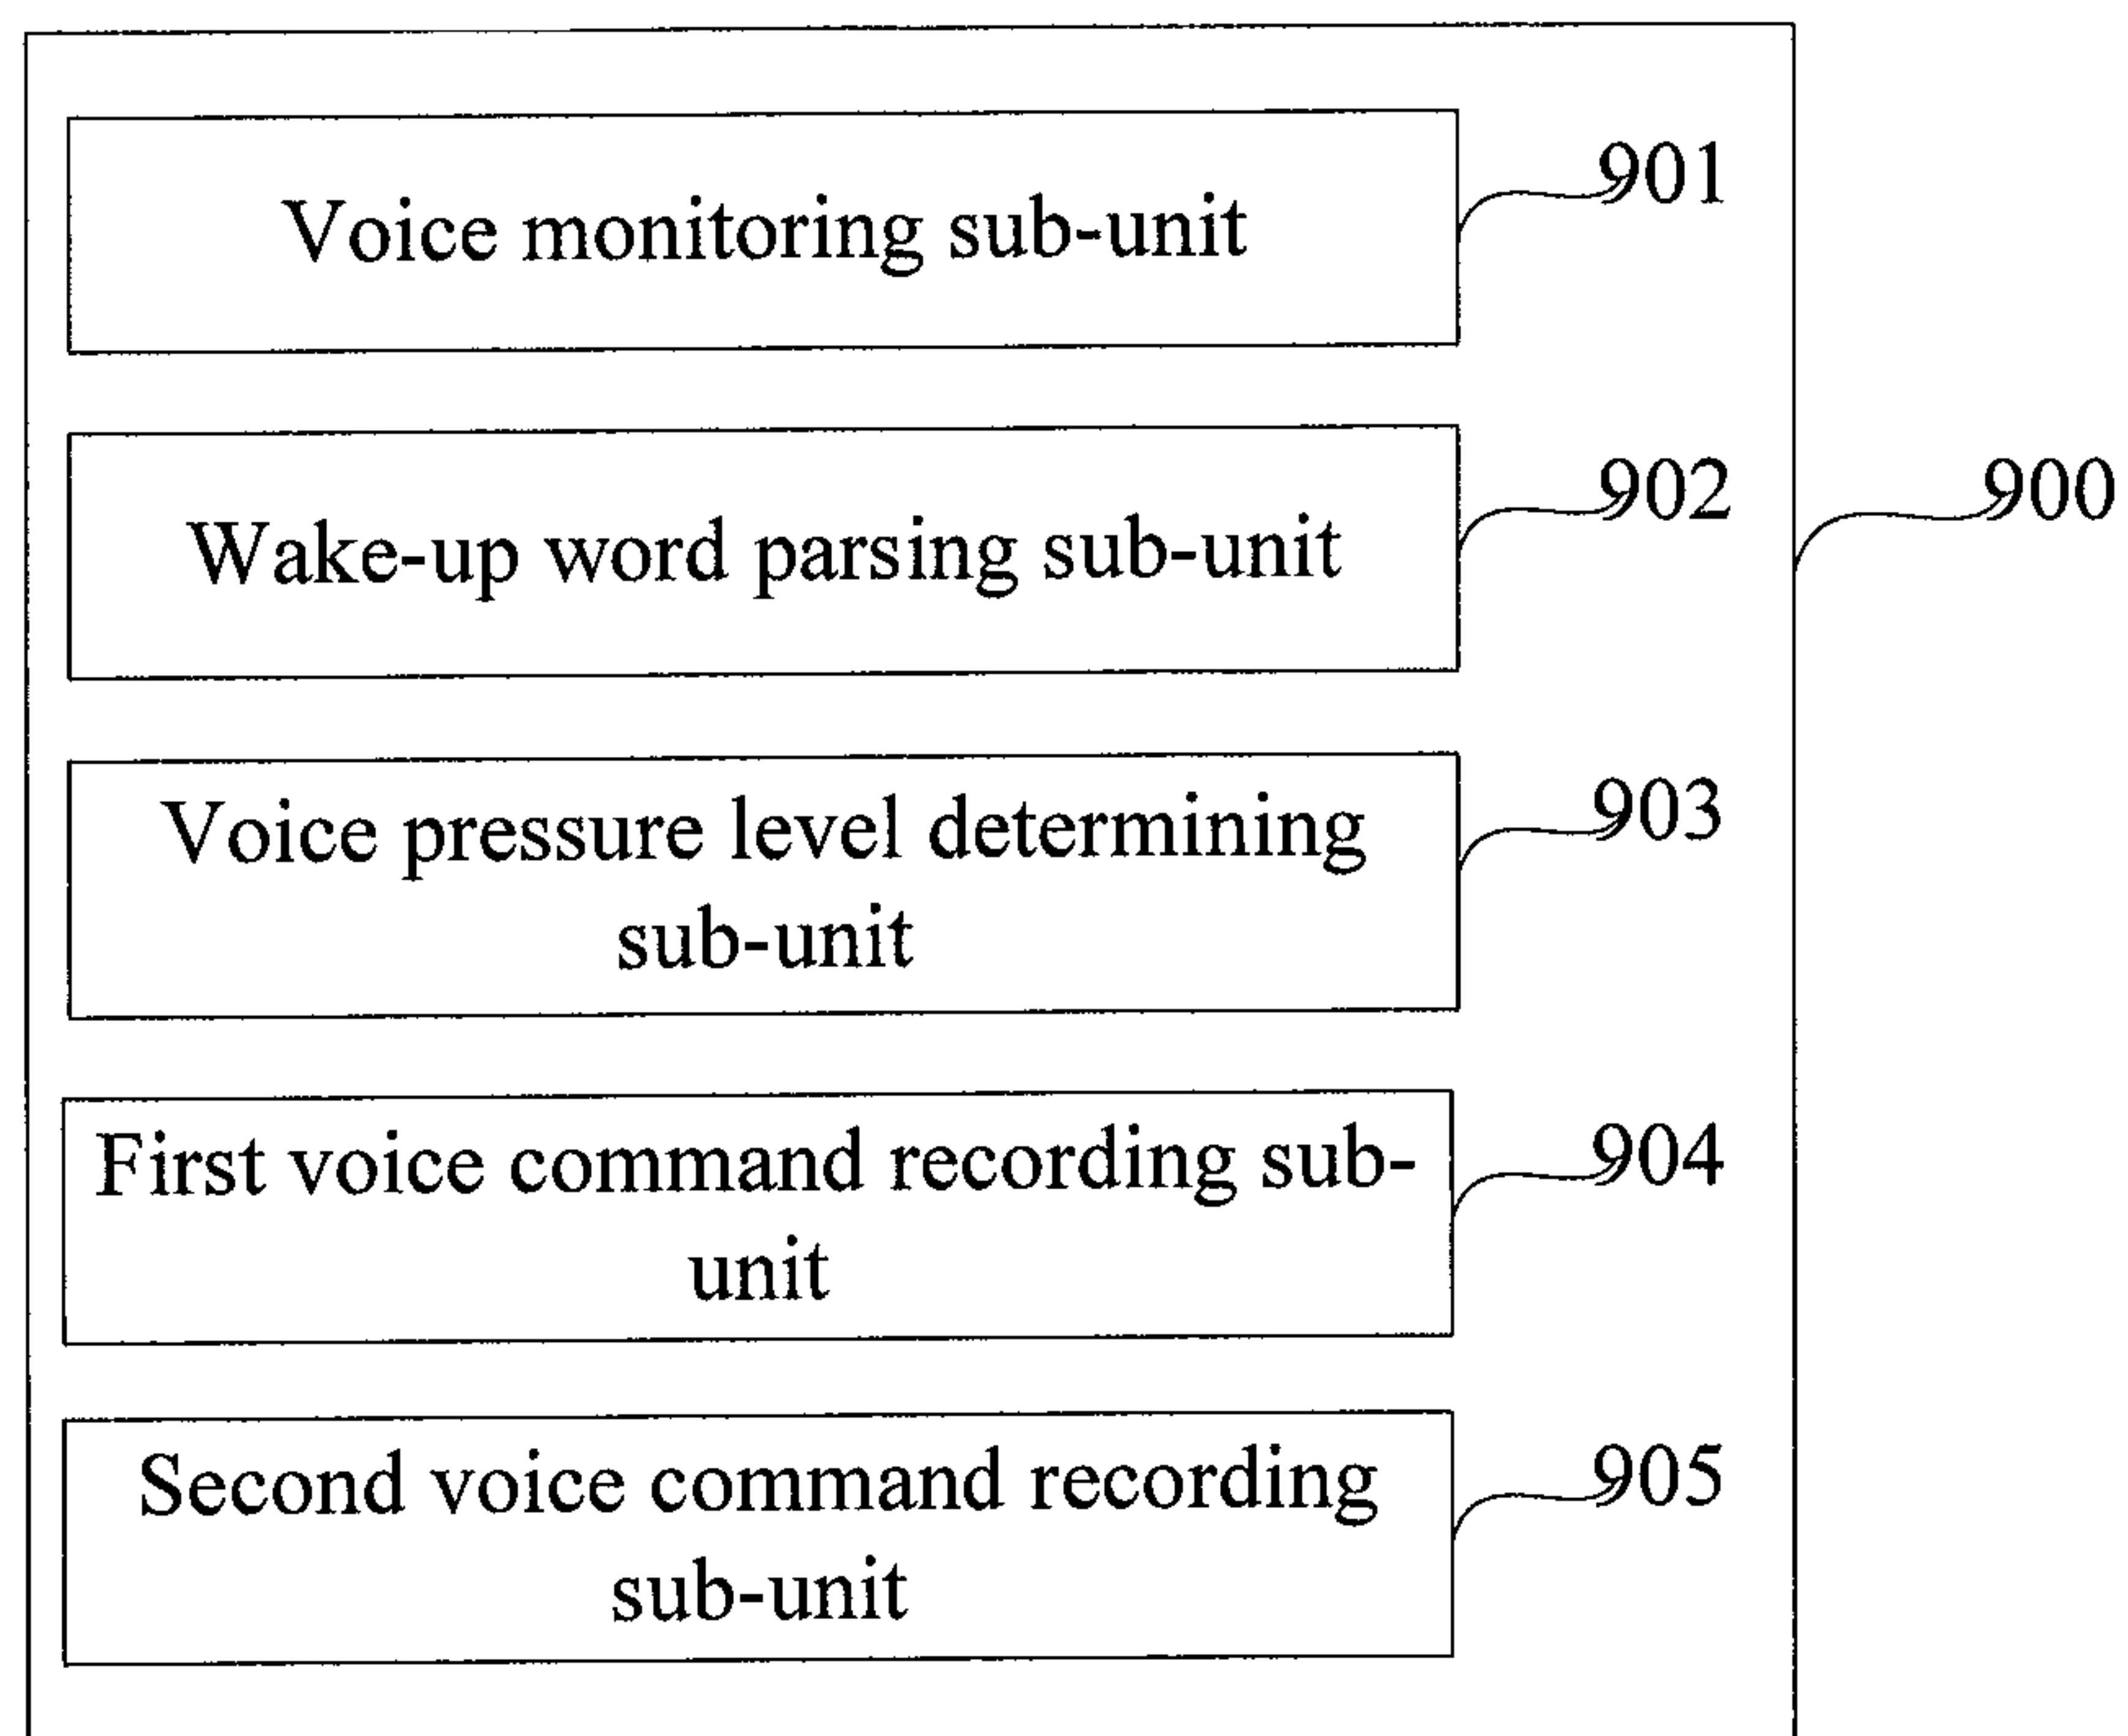 Voice monitoring sub-unit
901
Wake-up word parsing sub-unit
902
900
Voice pressure level determining
sub-unit
903
First voice command recording sub-
unit
904
Second voice command recording
sub-unit
905